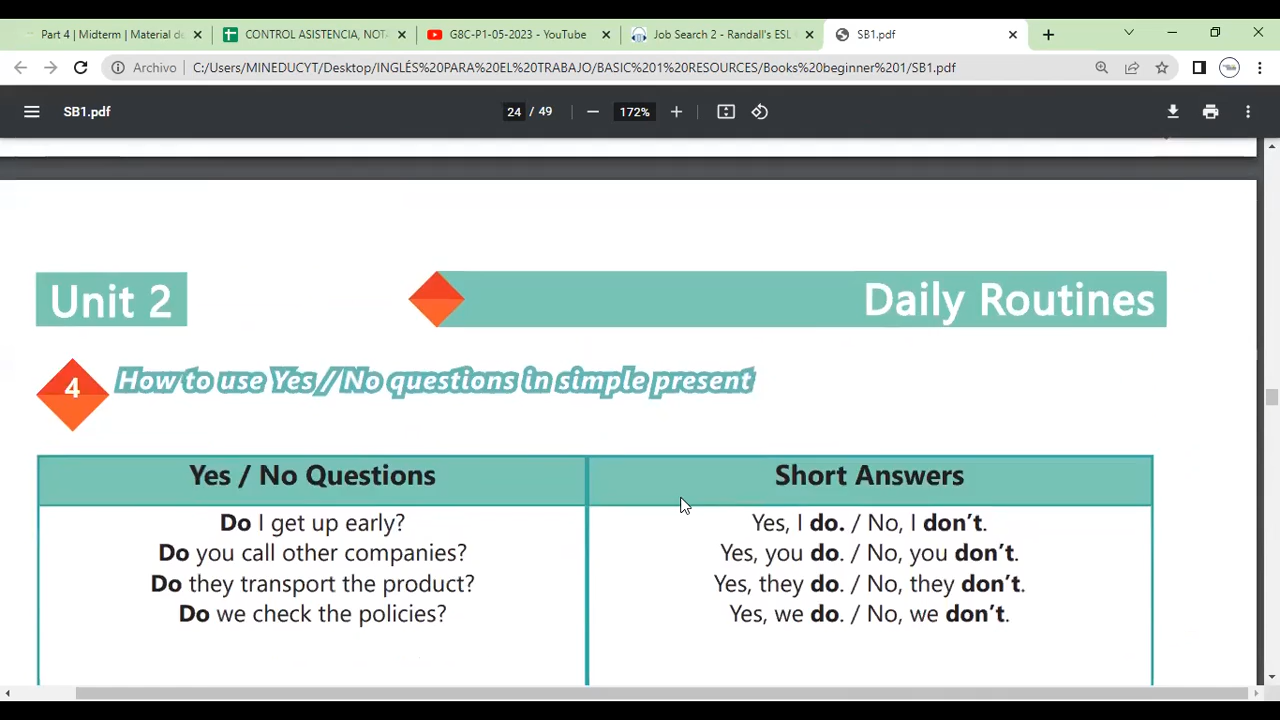 Part 4 | Midterm | Material de
CONTROL ASISTENCIA, NOT
G8C-P1-05-2023 - YouTube
Job Search 2 - Randall's ESL
SB1.pdf
Archivo
C:/Users/MINEDUCYT/Desktop/INGLÉS%20PARA%20EL%20TRABAJO/BASIC%201%20RESOURCES/Books%20beginner%201/SB1.pdf
SB1.pdf
24 / 49
172%
Unit 2
Daily Routines
4
How to use Yes / No questions in simple present
Yes / No Questions
Short Answers
Do I get up early?
Yes, I do. / No, I don't.
Do you call other companies?
Yes, you do. / No, you don't.
Do they transport the product?
Yes, they do. / No, they don't.
Do we check the policies?
Yes, we do. / No, we don't.